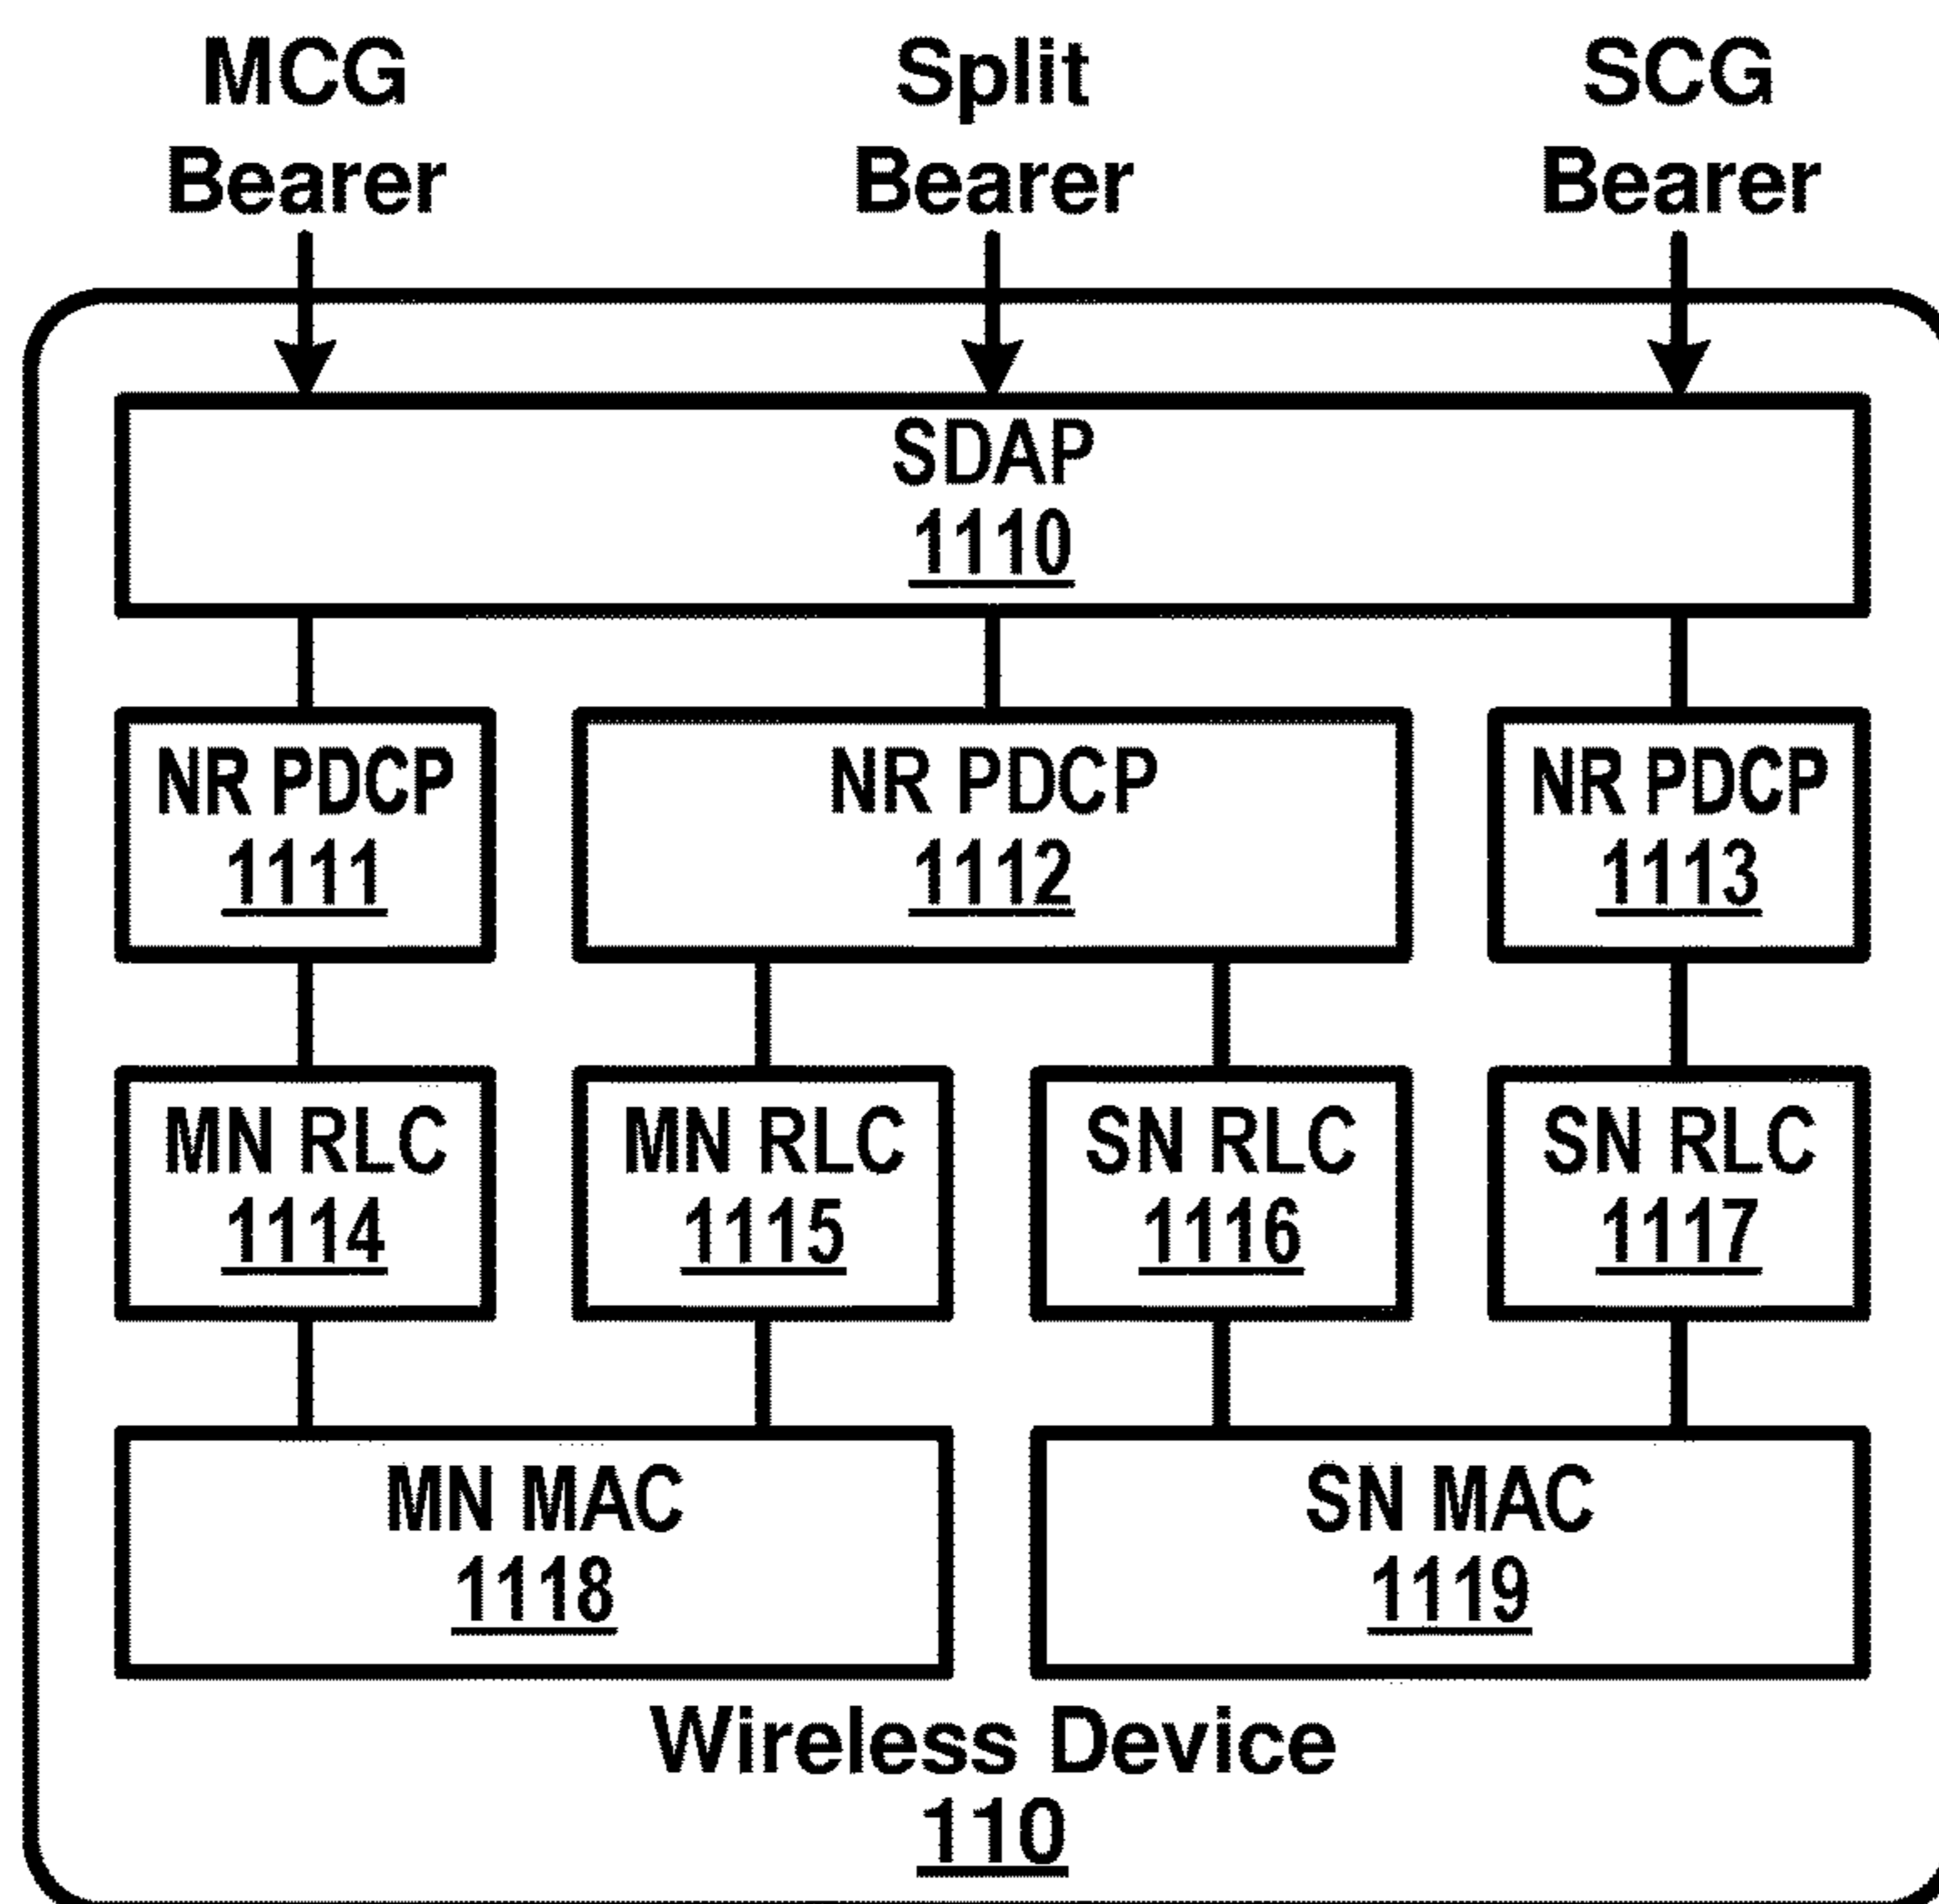 MCG
Bearer
Split
Bearer
SCG
Bearer
SDAP
1110
NR PDCP
1111
NR PDCP
1112
NR PDCP
1113
MN RLC
1114
MN RLC
1115
SN RLC
1116
SN RLC
1117
MN MAC
1118
SN MAC
1119
Wireless Device
110